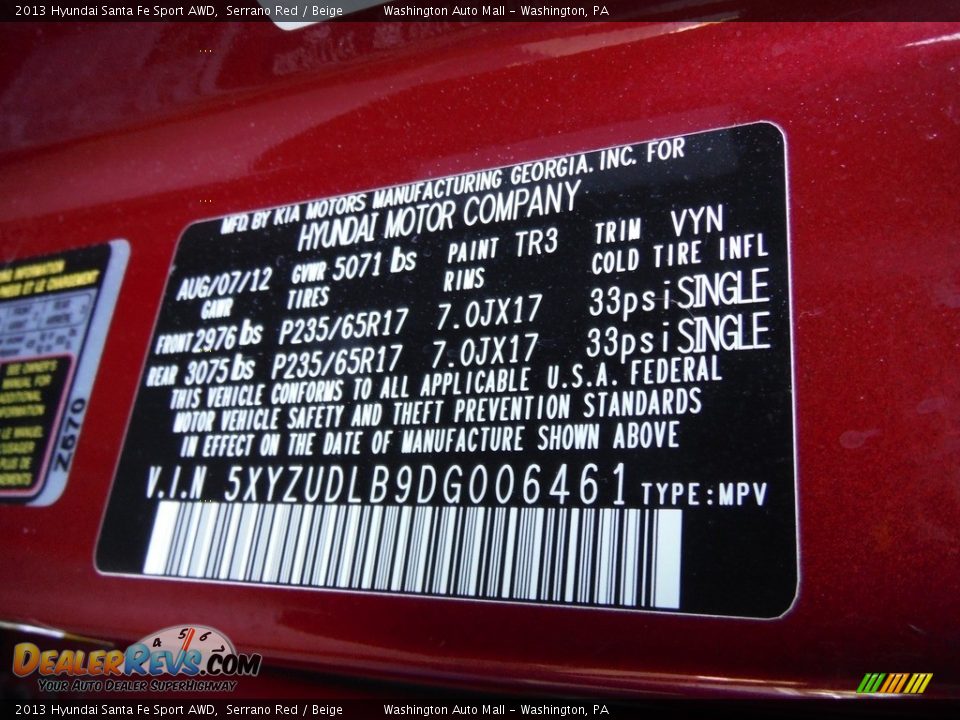 2013 Hyundai Santa Fe Sport AWD, Serrano Red / Beige Washington Auto Mall - Washington, PA
MFD. BY KIA MOTORS MANUFACTURING GEORGIA. INC. FOR
HYUNDAI MOTOR COMPANY
AUG/07/12 GVWR 5071 lbs PAINT TR3 TRIM VYN
GAWR TIRES RIMS COLD TIRE INFL
FRONT 2976 lbs P235/65R17 7.0JX17 33psi SINGLE
REAR 3075 lbs P235/65R17 7.0JX17 33psi SINGLE
THIS VEHICLE CONFORMS TO ALL APPLICABLE U.S.A. FEDERAL
MOTOR VEHICLE SAFETY AND THEFT PREVENTION STANDARDS
IN EFFECT ON THE DATE OF MANUFACTURE SHOWN ABOVE
V.I.N 5XYZUDLB9DG006461 TYPE:MPV
Z670
4 5 6
DEALERREVS.COM
YOUR AUTO DEALER SUPERHIGHWAY
2013 Hyundai Santa Fe Sport AWD, Serrano Red / Beige Washington Auto Mall - Washington, PA